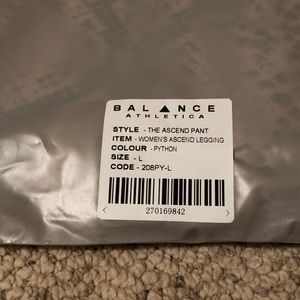 BALANCE
ATHLETICA
STYLE - THE ASCEND PANT
ITEM - WOMEN'S ASCEND LEGGING
COLOUR - PYTHON
SIZE - L
CODE - 208PY-L
270169842